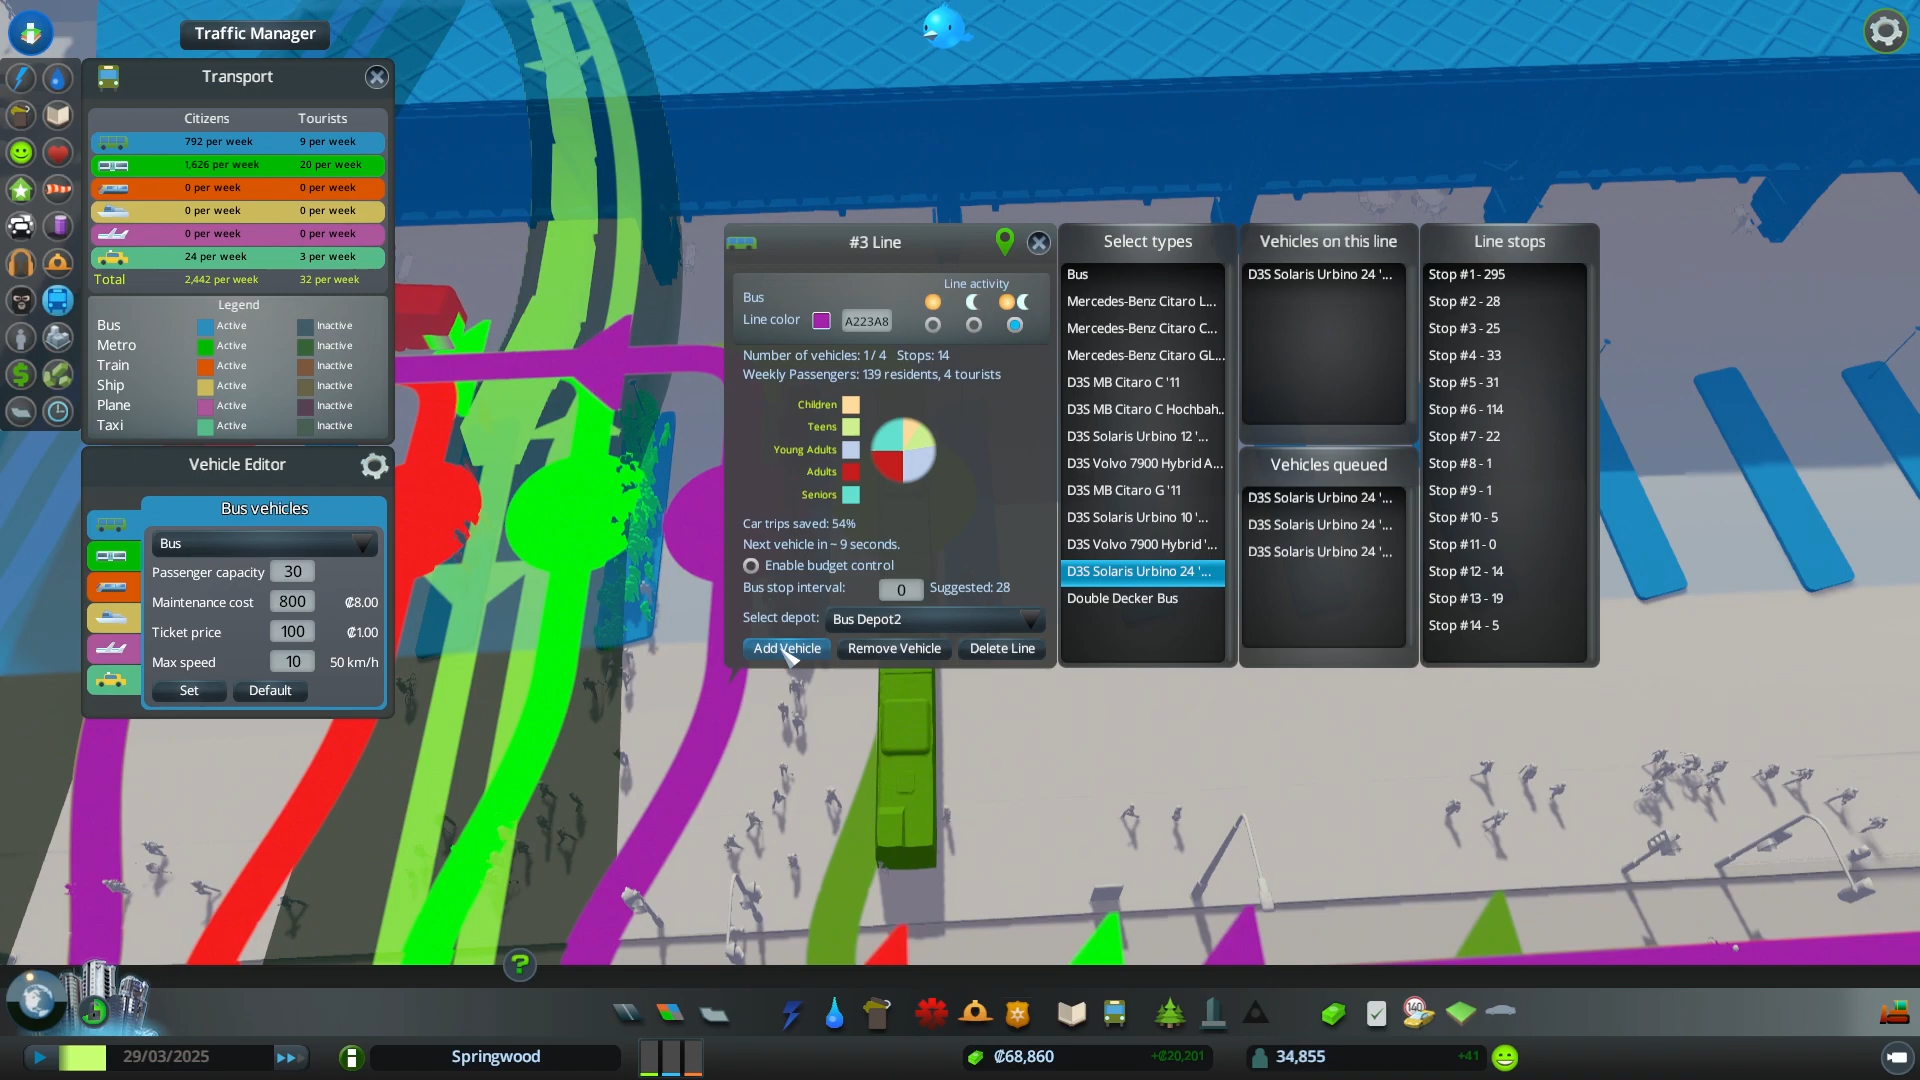 Traffic Manager
Transport
Citizens Tourists
792 per week 9 per week
1,626 per week 20 per week
0 per week 0 per week
0 per week 0 per week
0 per week 0 per week
24 per week 3 per week
Total 2,442 per week 32 per week
Legend
Bus Active Inactive
Metro Active Inactive
Train Active Inactive
Ship Active Inactive
Plane Active Inactive
Taxi Active Inactive
Vehicle Editor
Bus vehicles
Bus
Passenger capacity 30
Maintenance cost 800 ₡8.00
Ticket price 100 ₡1.00
Max speed 10 50 km/h
Set Default
#3 Line
Line activity
Bus
Line color A223A8
Number of vehicles: 1 / 4 Stops: 14
Weekly Passengers: 139 residents, 4 tourists
Children
Teens
Young Adults
Adults
Seniors
Car trips saved: 54%
Next vehicle in ~ 9 seconds.
Enable budget control
Bus stop interval: 0 Suggested: 28
Select depot: Bus Depot2
Add Vehicle Remove Vehicle Delete Line
Select types
Bus
Mercedes-Benz Citaro L...
Mercedes-Benz Citaro C...
Mercedes-Benz Citaro GL...
D3S MB Citaro C '11
D3S MB Citaro C Hochbah..
D3S Solaris Urbino 12 '...
D3S Volvo 7900 Hybrid A...
D3S MB Citaro G '11
D3S Solaris Urbino 10 '...
D3S Volvo 7900 Hybrid '...
D3S Solaris Urbino 24 '...
Double Decker Bus
Vehicles on this line
D3S Solaris Urbino 24 '...
Vehicles queued
D3S Solaris Urbino 24 '...
D3S Solaris Urbino 24 '...
D3S Solaris Urbino 24 '...
Line stops
Stop #1 - 295
Stop #2 - 28
Stop #3 - 25
Stop #4 - 33
Stop #5 - 31
Stop #6 - 114
Stop #7 - 22
Stop #8 - 1
Stop #9 - 1
Stop #10 - 5
Stop #11 - 0
Stop #12 - 14
Stop #13 - 19
Stop #14 - 5
?
140
29/03/2025
Springwood
₡68,860 +₡20,201
34,855 +41